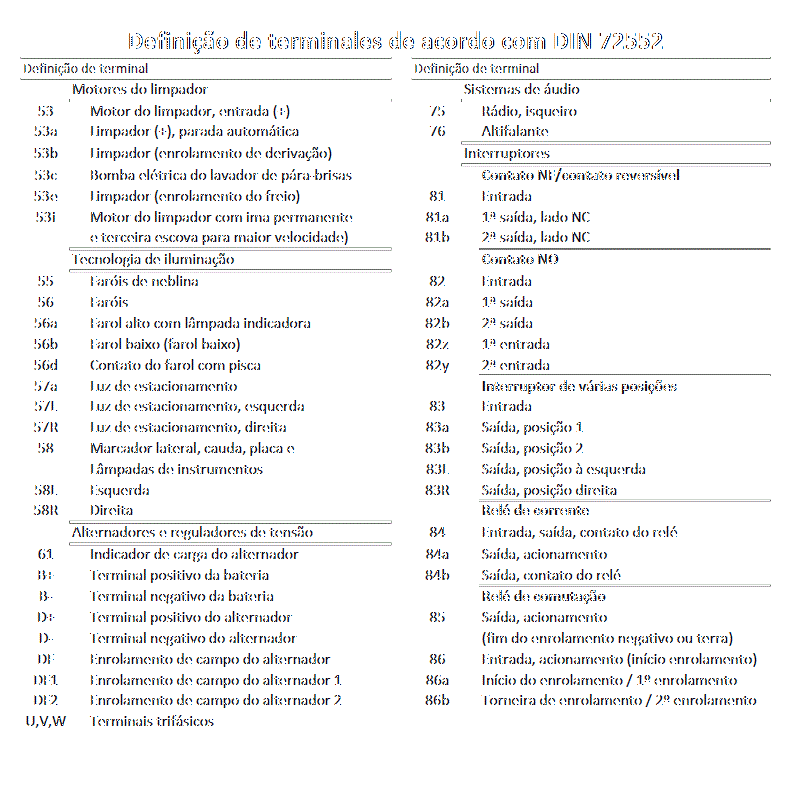 Definição de terminales de acordo com DIN 72552
Definição de terminal
Motores do limpador
53 Motor do limpador, entrada (+)
53a Limpador (+), parada automática
53b Limpador (enrolamento de derivação)
53c Bomba elétrica do lavador de pára-brisas
53e Limpador (enrolamento do freio)
53i Motor do limpador com ima permanente
e terceira escova para maior velocidade)
Tecnologia de iluminação
55 Faróis de neblina
56 Faróis
56a Farol alto com lâmpada indicadora
56b Farol baixo (farol baixo)
56d Contato do farol com pisca
57a Luz de estacionamento
57L Luz de estacionamento, esquerda
57R Luz de estacionamento, direita
58 Marcador lateral, cauda, placa e
Lâmpadas de instrumentos
58L Esquerda
58R Direita
Alternadores e reguladores de tensão
61 Indicador de carga do alternador
B+ Terminal positivo da bateria
B- Terminal negativo da bateria
D+ Terminal positivo do alternador
D- Terminal negativo do alternador
DF Enrolamento de campo do alternador
DF1 Enrolamento de campo do alternador 1
DF2 Enrolamento de campo do alternador 2
U,V,W Terminais trifásicos
Definição de terminal
Sistemas de áudio
75 Rádio, isqueiro
76 Altifalante
Interruptores
Contato NF/contato reversível
81 Entrada
81a 1ª saída, lado NC
81b 2ª saída, lado NC
Contato NO
82 Entrada
82a 1ª saída
82b 2ª saída
82z 1ª entrada
82y 2ª entrada
Interruptor de várias posições
83 Entrada
83a Saída, posição 1
83b Saída, posição 2
83L Saída, posição à esquerda
83R Saída, posição direita
Relé de corrente
84 Entrada, saída, contato do relé
84a Saída, acionamento
84b Saída, contato do relé
Relé de comutação
85 Saída, acionamento
(fim do enrolamento negativo ou terra)
86 Entrada, acionamento (início enrolamento)
86a Início do enrolamento / 1º enrolamento
86b Torneira de enrolamento / 2º enrolamento